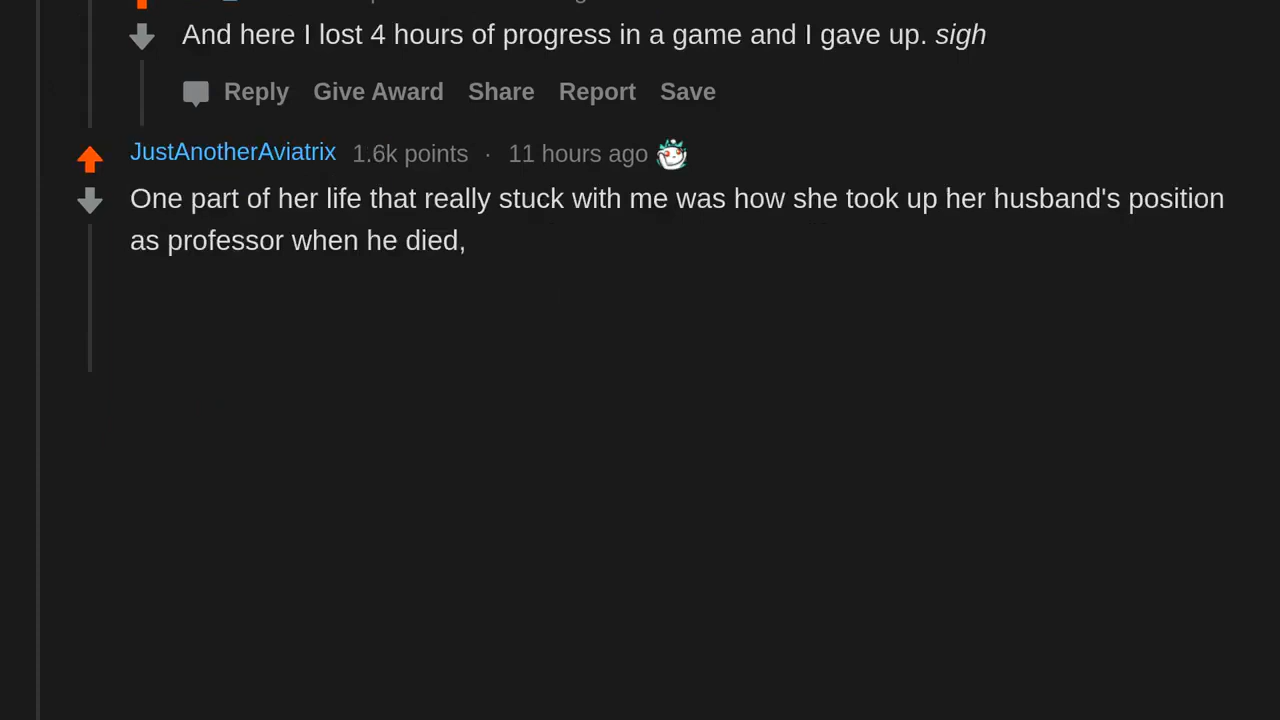 And here I lost 4 hours of progress in a game and I gave up. sigh
Reply Give Award Share Report Save
JustAnotherAviatrix 1.6k points · 11 hours ago
One part of her life that really stuck with me was how she took up her husband's position
as professor when he died,